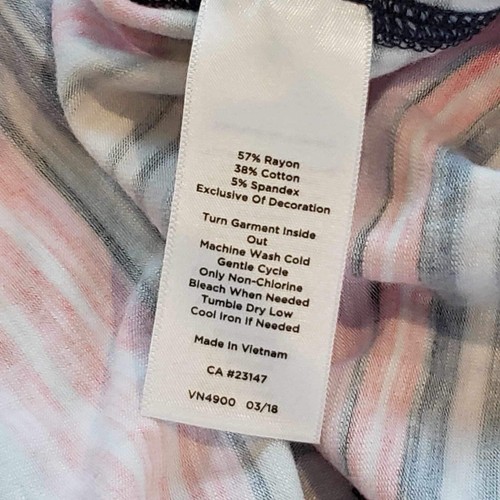 57% Rayon
38% Cotton
5% Spandex
Exclusive Of Decoration
Turn Garment Inside
Out
Machine Wash Cold
Gentle Cycle
Only Non-Chlorine
Bleach When Needed
Tumble Dry Low
Cool Iron If Needed
Made In Vietnam
CA #23147
VN4900 03/18